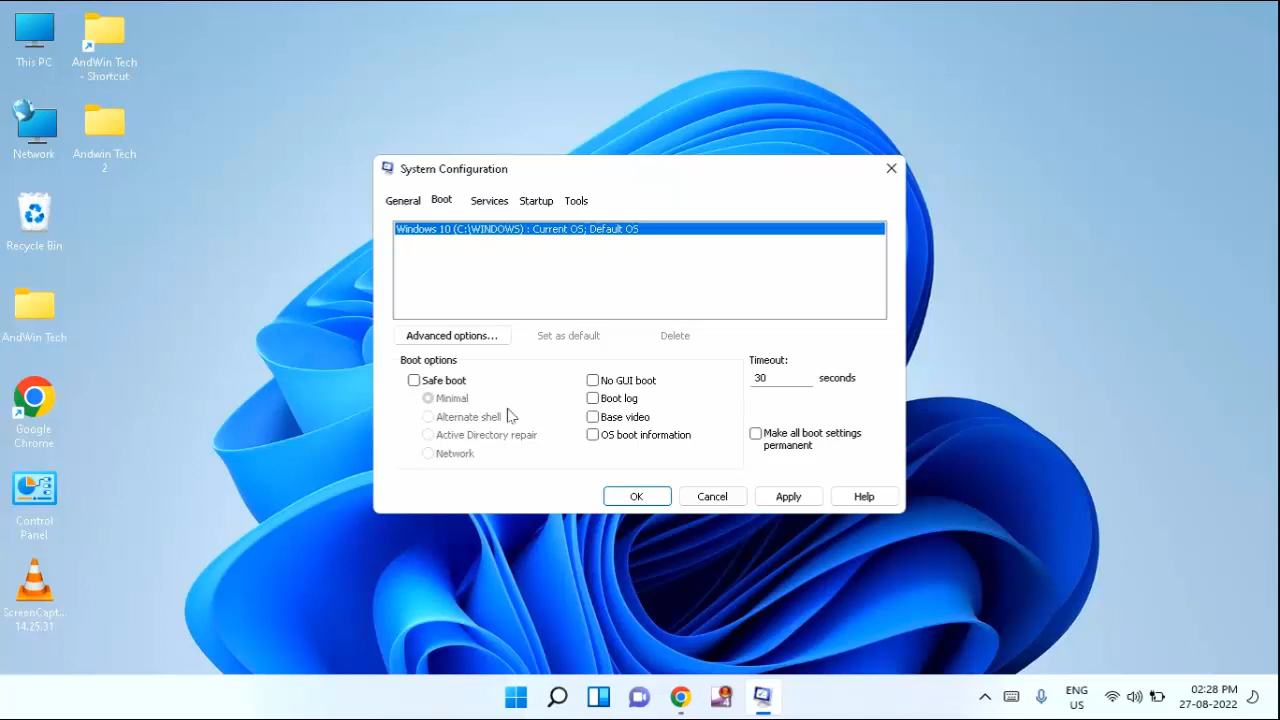 This PC
AndWin Tech
- Shortcut
Network
Andwin Tech
2
Recycle Bin
AndWin Tech
Google
Chrome
Control
Panel
ScreenCapt...
14.25.31
System Configuration
General Boot Services Startup Tools
Windows 10 (C:\WINDOWS) : Current OS; Default OS
Advanced options... Set as default Delete
Boot options
Timeout:
Safe boot
No GUI boot
30 seconds
Minimal
Boot log
Alternate shell
Base video
Active Directory repair
OS boot information
Make all boot settings
permanent
Network
OK Cancel Apply Help
ENG
US
02:28 PM
27-08-2022